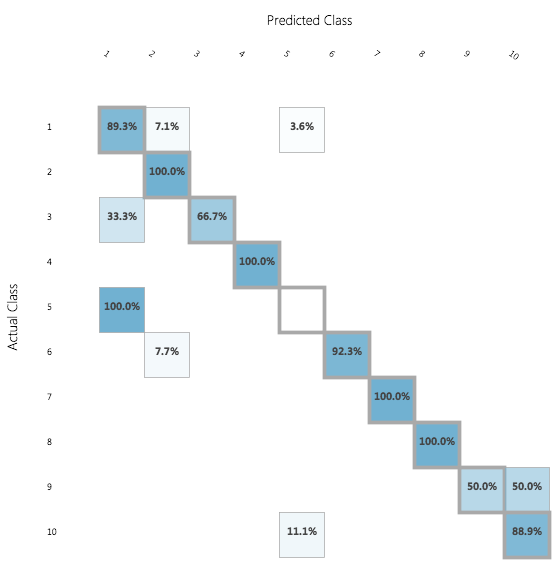 Predicted Class
1 2 3 4 5 6 7 8 9 10
Actual Class
1 89.3% 7.1% 3.6%
2 100.0%
3 33.3% 66.7%
4 100.0%
5 100.0%
6 7.7% 92.3%
7 100.0%
8 100.0%
9 50.0% 50.0%
10 11.1% 88.9%